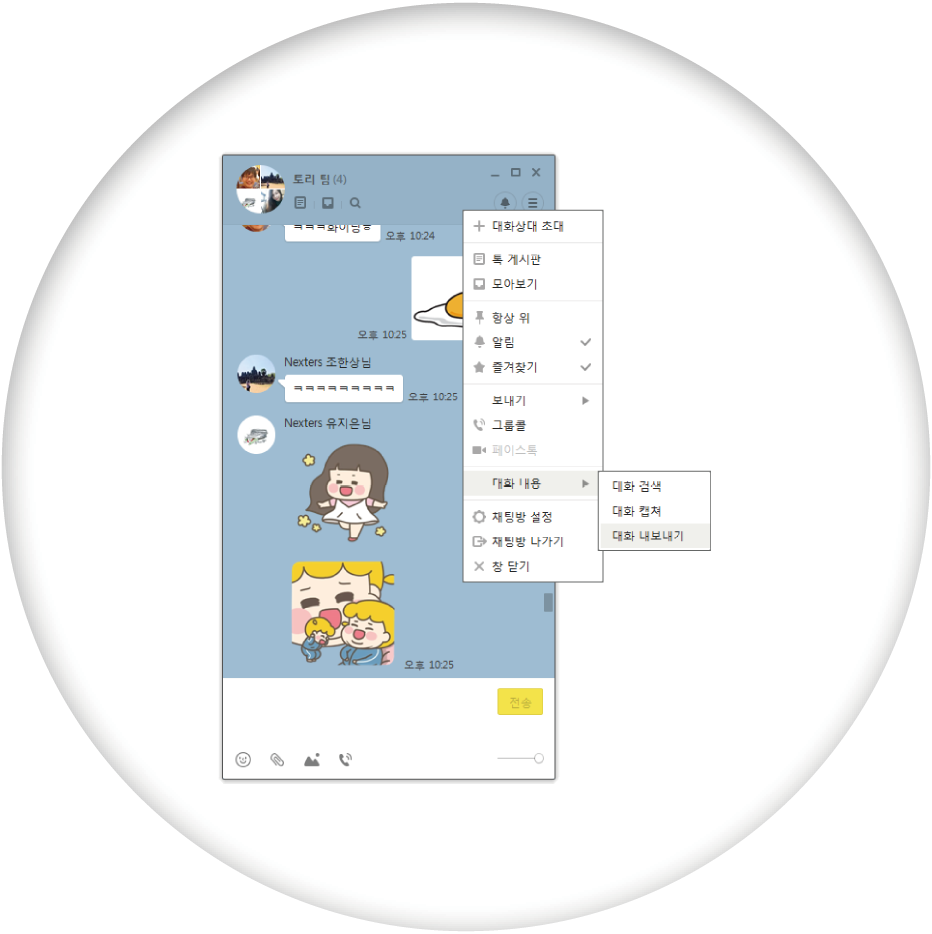 토리 팀 (4)
ㅋㅋㅋ화이팅ㅎ
오후 10:24
오후 10:25
Nexters 조한상님
ㅋㅋㅋㅋㅋㅋㅋㅋㅋ
오후 10:25
Nexters 유지은님
오후 10:25
전송
대화상대 초대
톡 게시판
모아보기
항상 위
알림
즐겨찾기
보내기
그룹콜
페이스톡
대화 내용
채팅방 설정
채팅방 나가기
창 닫기
대화 검색
대화 캡쳐
대화 내보내기